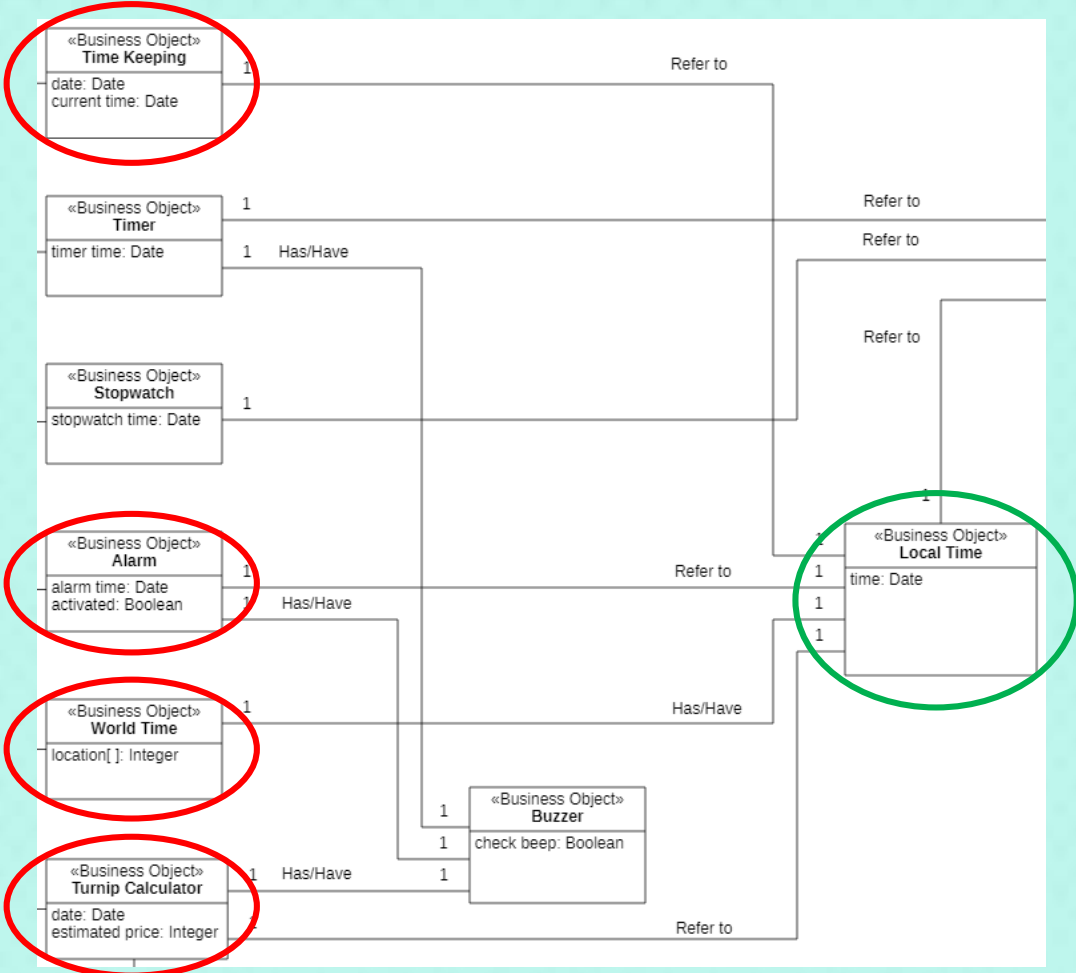 «Business Object»
Time Keeping
date: Date
current time: Date
1
Refer to
«Business Object»
Timer
timer time: Date
1
Refer to
1
Has/Have
Refer to
«Business Object»
Stopwatch
stopwatch time: Date
1
Refer to
1
«Business Object»
Alarm
alarm time: Date
activated: Boolean
1
Refer to
1
Has/Have
1
1
1
1
«Business Object»
Local Time
time: Date
«Business Object»
World Time
location[ ]: Integer
1
Has/Have
«Business Object»
Buzzer
check beep: Boolean
1
1
1
«Business Object»
Turnip Calculator
date: Date
estimated price: Integer
1
Has/Have
1
Refer to